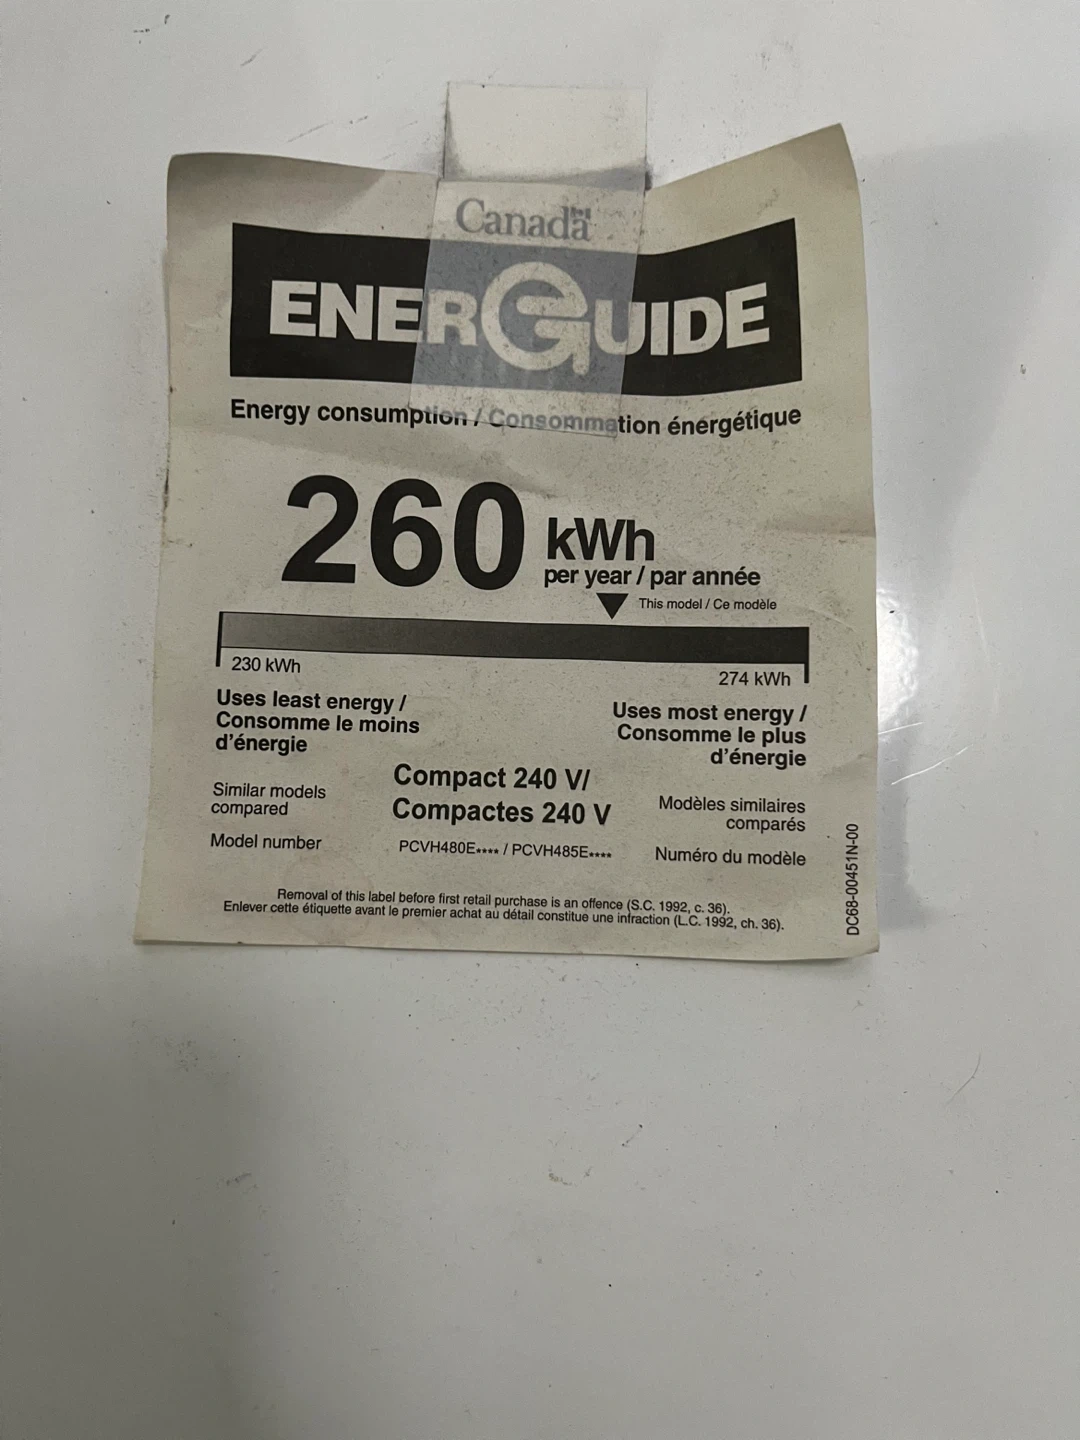 Canada
ENERGUIDE
Energy consumption / Consommation énergétique
260 kWh
per year / par année
This model / Ce modèle
230 kWh
274 kWh
Uses least energy /
Consomme le moins
d'énergie
Uses most energy /
Consomme le plus
d'énergie
Similar models
compared
Compact 240 V/
Compactes 240 V
Modèles similaires
comparés
Model number
PCVH480E**** / PCVH485E****
Numéro du modèle
Removal of this label before first retail purchase is an offence (S.C. 1992, c. 36).
Enlever cette étiquette avant le premier achat au détail constitue une infraction (L.C. 1992, ch. 36).
DC68-00451N-00